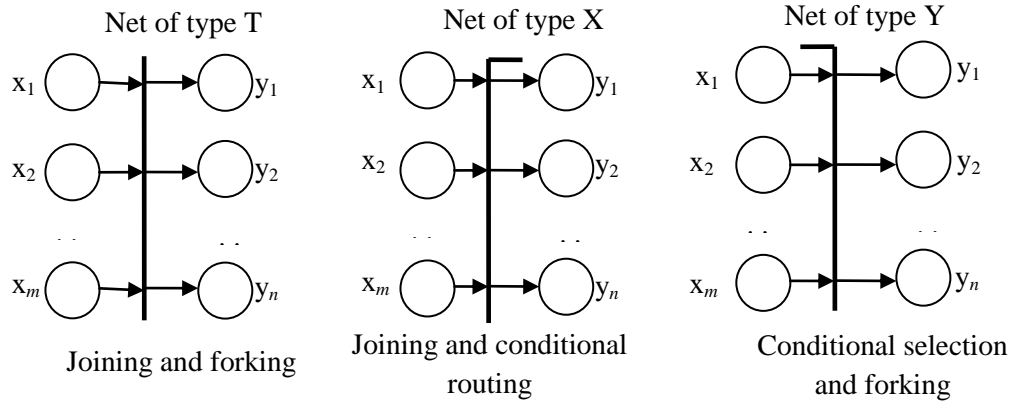 Net of type T
x1
y1
x2
y2
. .
. .
xm
yn
Joining and forking
Net of type X
x1
y1
x2
y2
. .
. .
xm
yn
Joining and conditional
routing
Net of type Y
x1
y1
x2
y2
. .
. .
xm
yn
Conditional selection
and forking